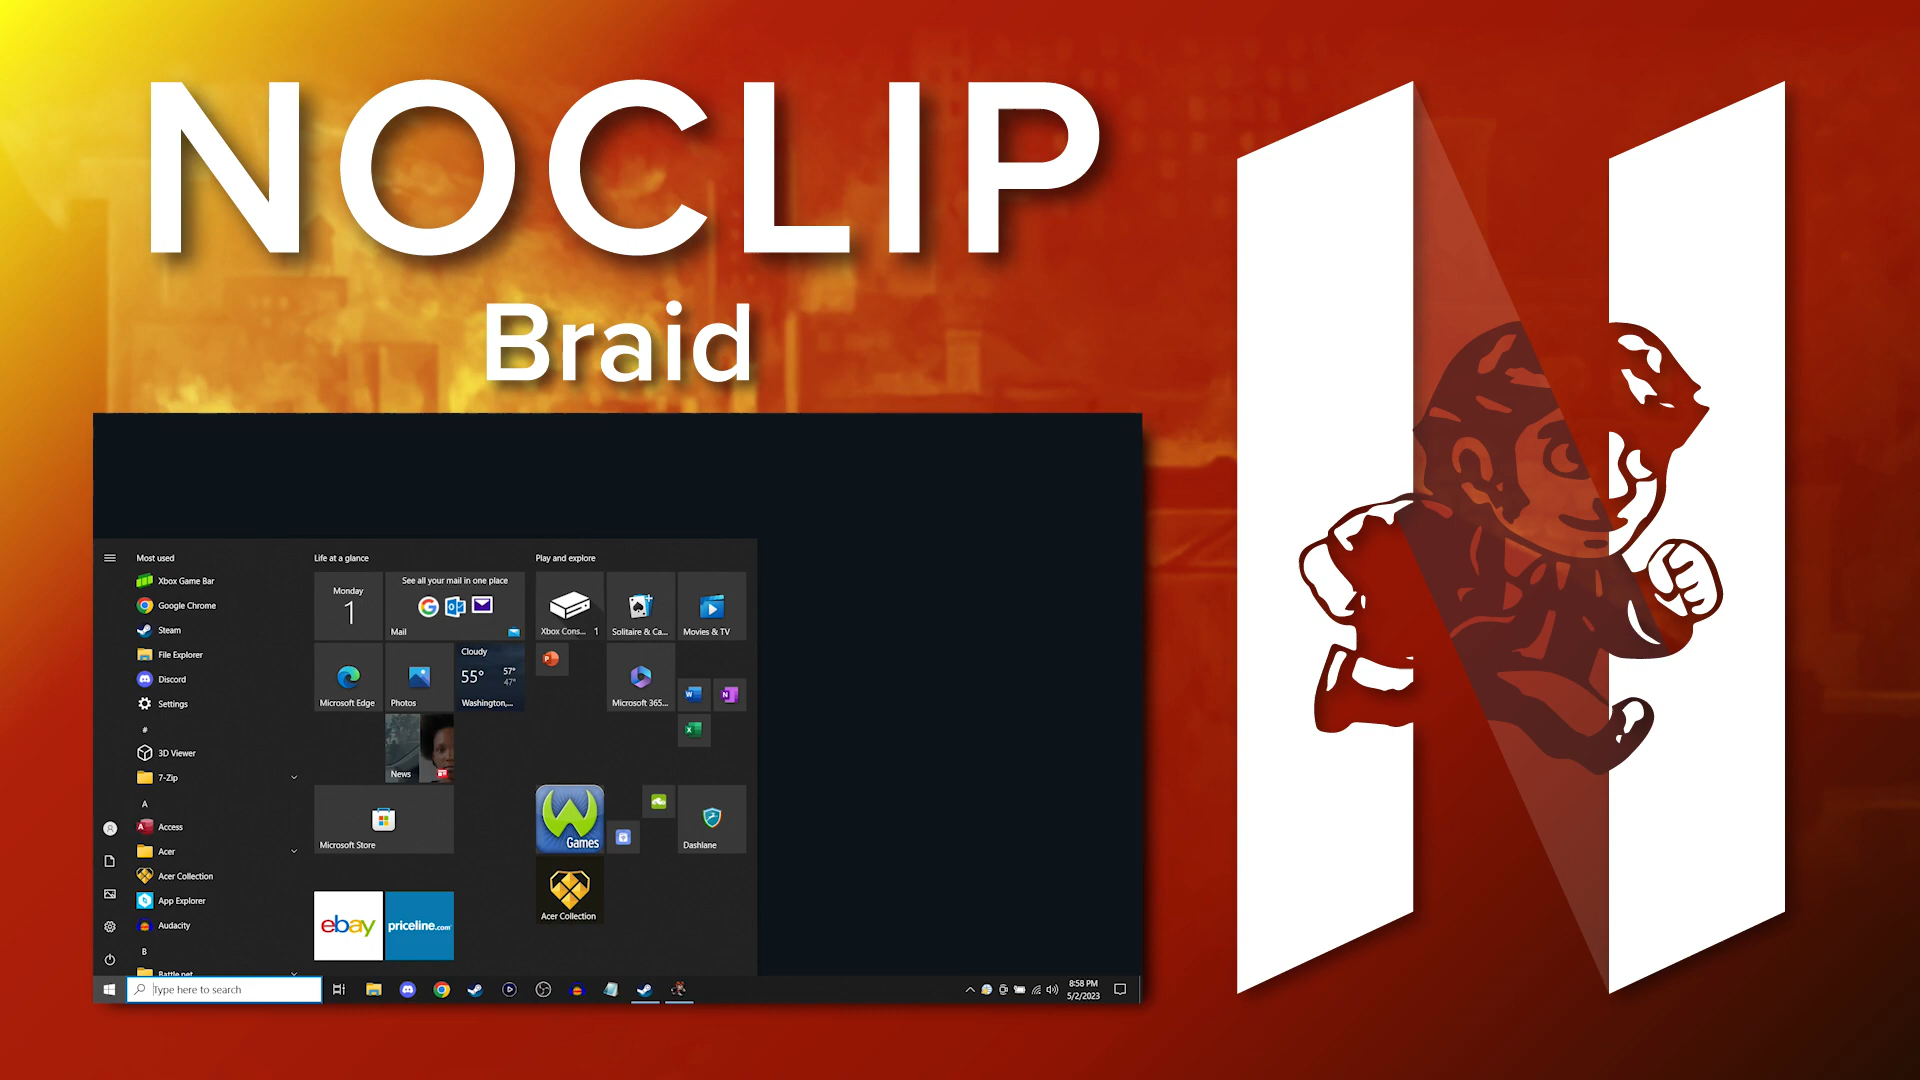 NOCLIP
Braid
Most used
Xbox Game Bar
Google Chrome
Steam
File Explorer
Discord
Settings
#
3D Viewer
7-Zip
A
Access
Acer
Acer Collection
App Explorer
Audacity
B
Battle.net
Life at a glance
Monday
1
See all your mail in one place
Mail
Microsoft Edge
Photos
Cloudy
55° 57°
47°
Washington,...
News
Microsoft Store
ebay
priceline.com
Play and explore
Xbox Cons... 1
Solitaire & Ca...
Movies & TV
Microsoft 365...
Games
Dashlane
Acer Collection
Type here to search
8:58 PM
5/2/2023